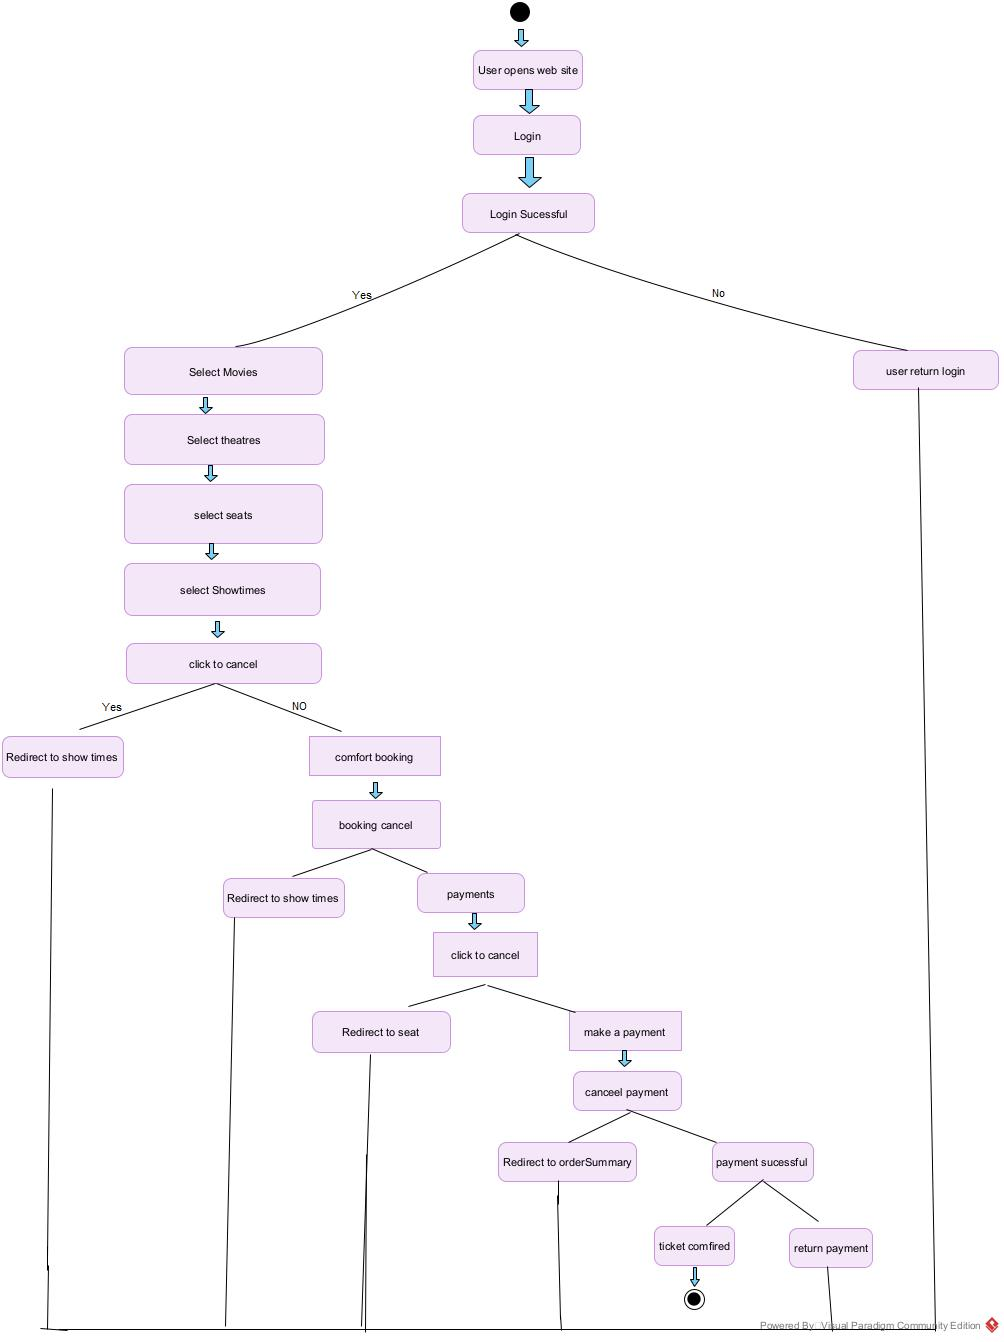 User opens web site
Login
Login Sucessful
Yes
No
Select Movies
user return login
Select theatres
select seats
select Showtimes
click to cancel
Yes
NO
Redirect to show times
comfort booking
booking cancel
Redirect to show times
payments
click to cancel
Redirect to seat
make a payment
canceel payment
Redirect to orderSummary
payment sucessful
ticket comfired
return payment
Powered By: Visual Paradigm Community Edition